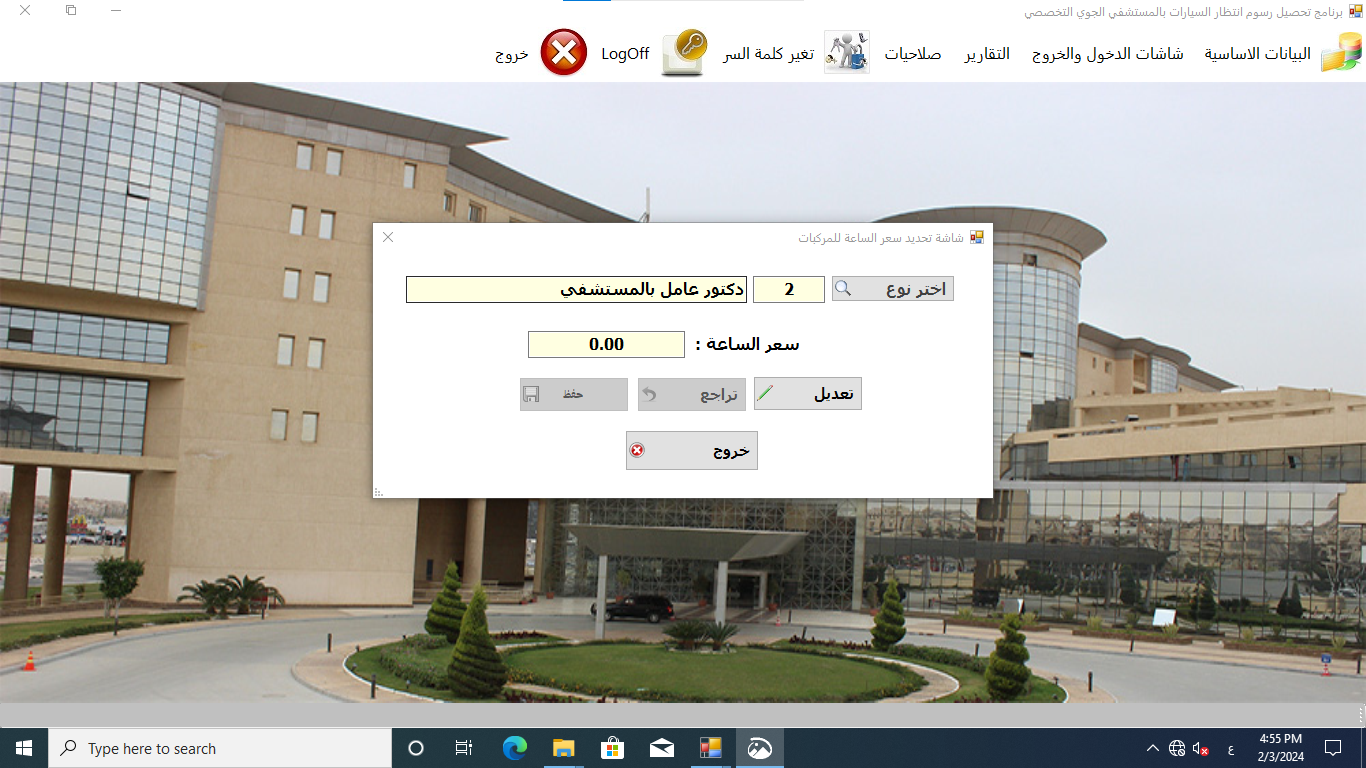 برنامج تحصيل رسوم انتظار السيارات بالمستشفي الجوي التخصصي
البيانات الاساسية
شاشات الدخول والخروج
التقارير
صلاحيات
تغير كلمة السر
LogOff
خروج
شاشة تحديد سعر الساعة للمركبات
اختر نوع
2
دكتور عامل بالمستشفي
سعر الساعة :
0.00
تعديل
تراجع
حفظ
خروج
Type here to search
ع
4:55 PM
2/3/2024